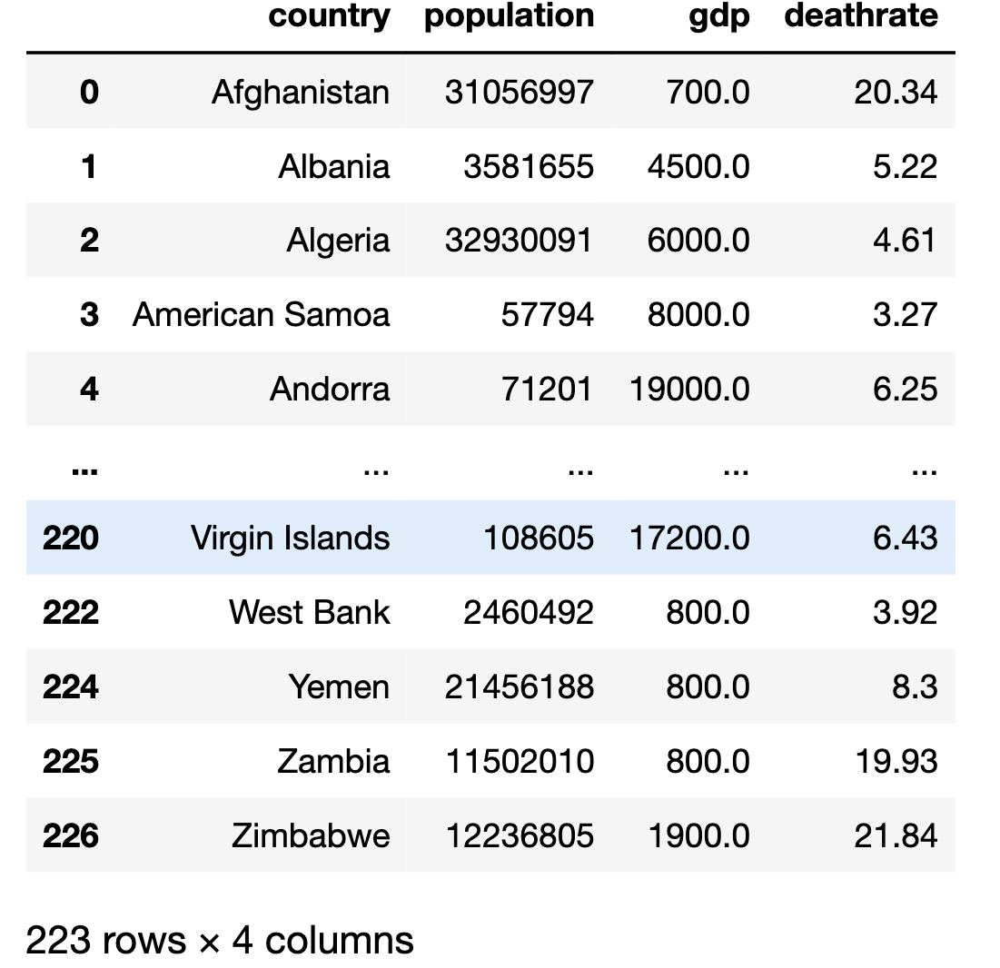 country population gdp deathrate
0 Afghanistan 31056997 700.0 20.34
1 Albania 3581655 4500.0 5.22
2 Algeria 32930091 6000.0 4.61
3 American Samoa 57794 8000.0 3.27
4 Andorra 71201 19000.0 6.25
... ... ... ... ...
220 Virgin Islands 108605 17200.0 6.43
222 West Bank 2460492 800.0 3.92
224 Yemen 21456188 800.0 8.3
225 Zambia 11502010 800.0 19.93
226 Zimbabwe 12236805 1900.0 21.84
223 rows × 4 columns